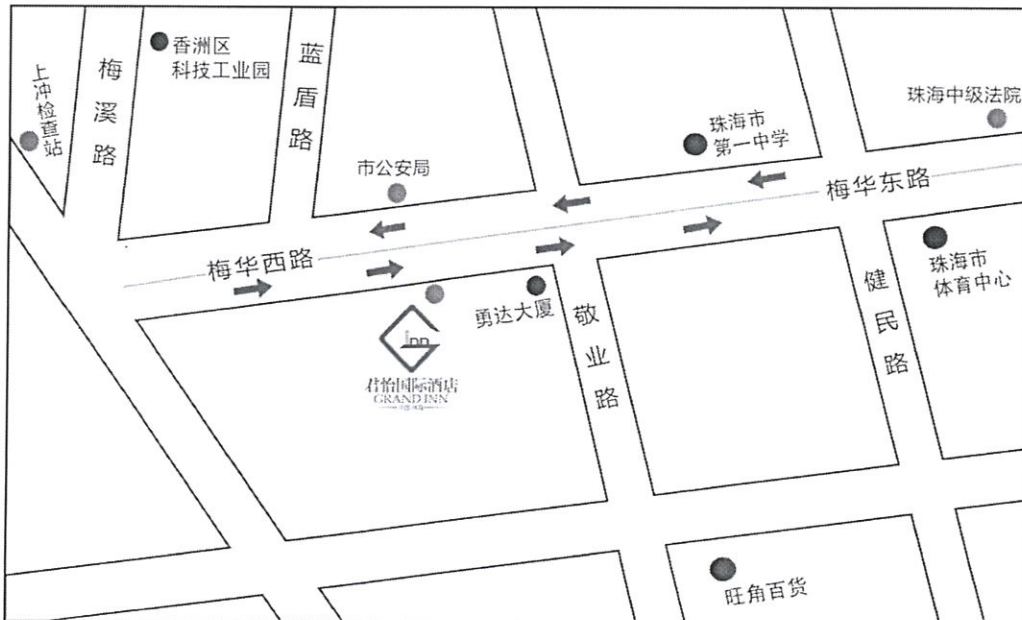 上冲检查站
梅溪路
香洲区
科技工业园
蓝盾路
市公安局
珠海市
第一中学
珠海中级法院
梅华西路
梅华东路
勇达大厦
inn
君怡国际酒店
GRAND INN
敬业路
健民路
珠海市
体育中心
旺角百货